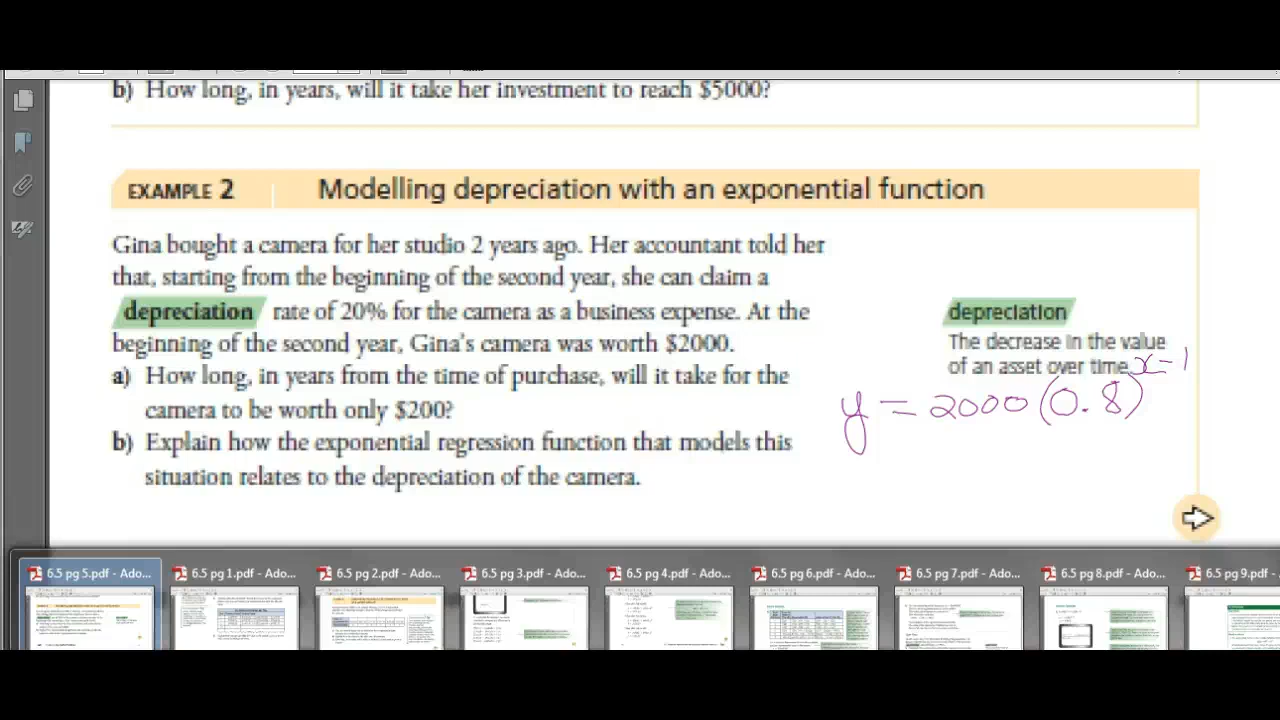 b) How long, in years, will it take her investment to reach $5000?
EXAMPLE 2 Modelling depreciation with an exponential function
Gina bought a camera for her studio 2 years ago. Her accountant told her
that, starting from the beginning of the second year, she can claim a
depreciation rate of 20% for the camera as a business expense. At the
beginning of the second year, Gina's camera was worth $2000.
a) How long, in years from the time of purchase, will it take for the
camera to be worth only $200?
b) Explain how the exponential regression function that models this
situation relates to the depreciation of the camera.
depreciation
The decrease in the value
of an asset over time.
y = 2000 (0.8)^x-1
6.5 pg 5.pdf - Ado... 6.5 pg 1.pdf - Ado... 6.5 pg 2.pdf - Ado... 6.5 pg 3.pdf - Ado... 6.5 pg 4.pdf - Ado... 6.5 pg 6.pdf - Ado... 6.5 pg 7.pdf - Ado... 6.5 pg 8.pdf - Ado... 6.5 pg 9.pdf -